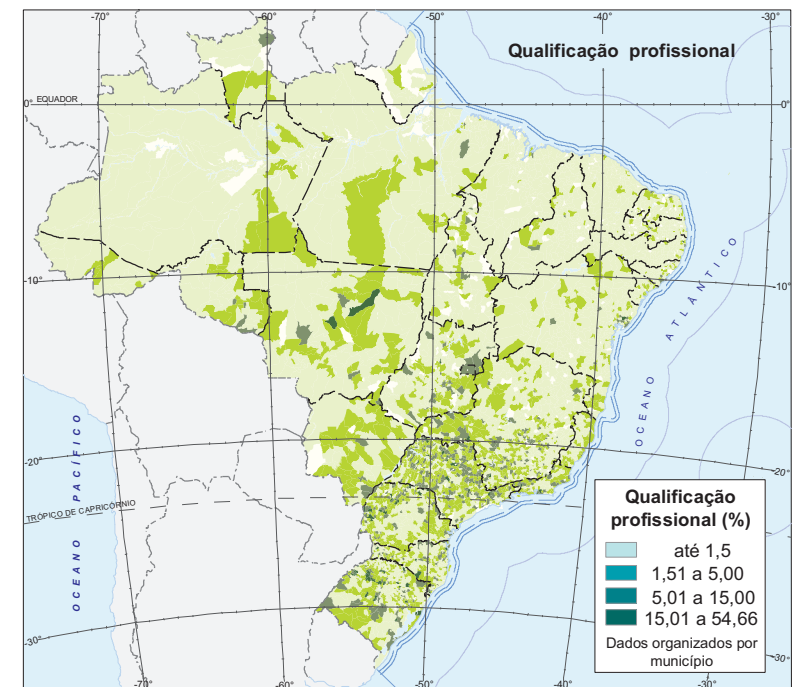 -70°
-60°
-50°
-40°
-30°
Qualificação profissional
0°
EQUADOR
0°
-10°
-10°
OCEANO ATLÂNTICO
OCEANO PACÍFICO
-20°
-20°
TRÓPICO DE CAPRICÓRNIO
Qualificação
profissional (%)
até 1,5
1,51 a 5,00
5,01 a 15,00
15,01 a 54,66
Dados organizados por
município
-30°
-30°
-70°
-60°
-50°
-40°
-30°